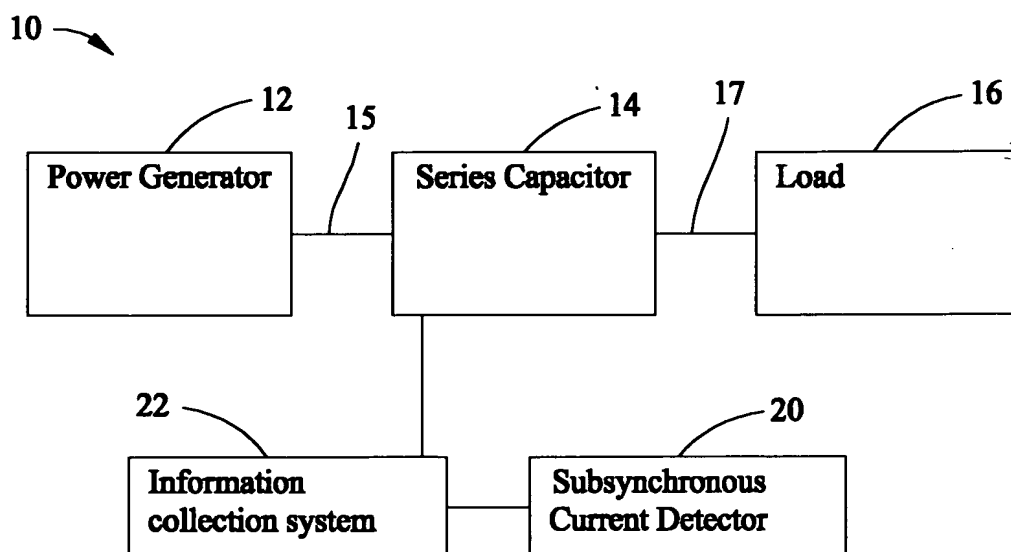 10
12
15
14
17
16
Power Generator
Series Capacitor
Load
22
20
Information
collection system
Subsynchronous
Current Detector